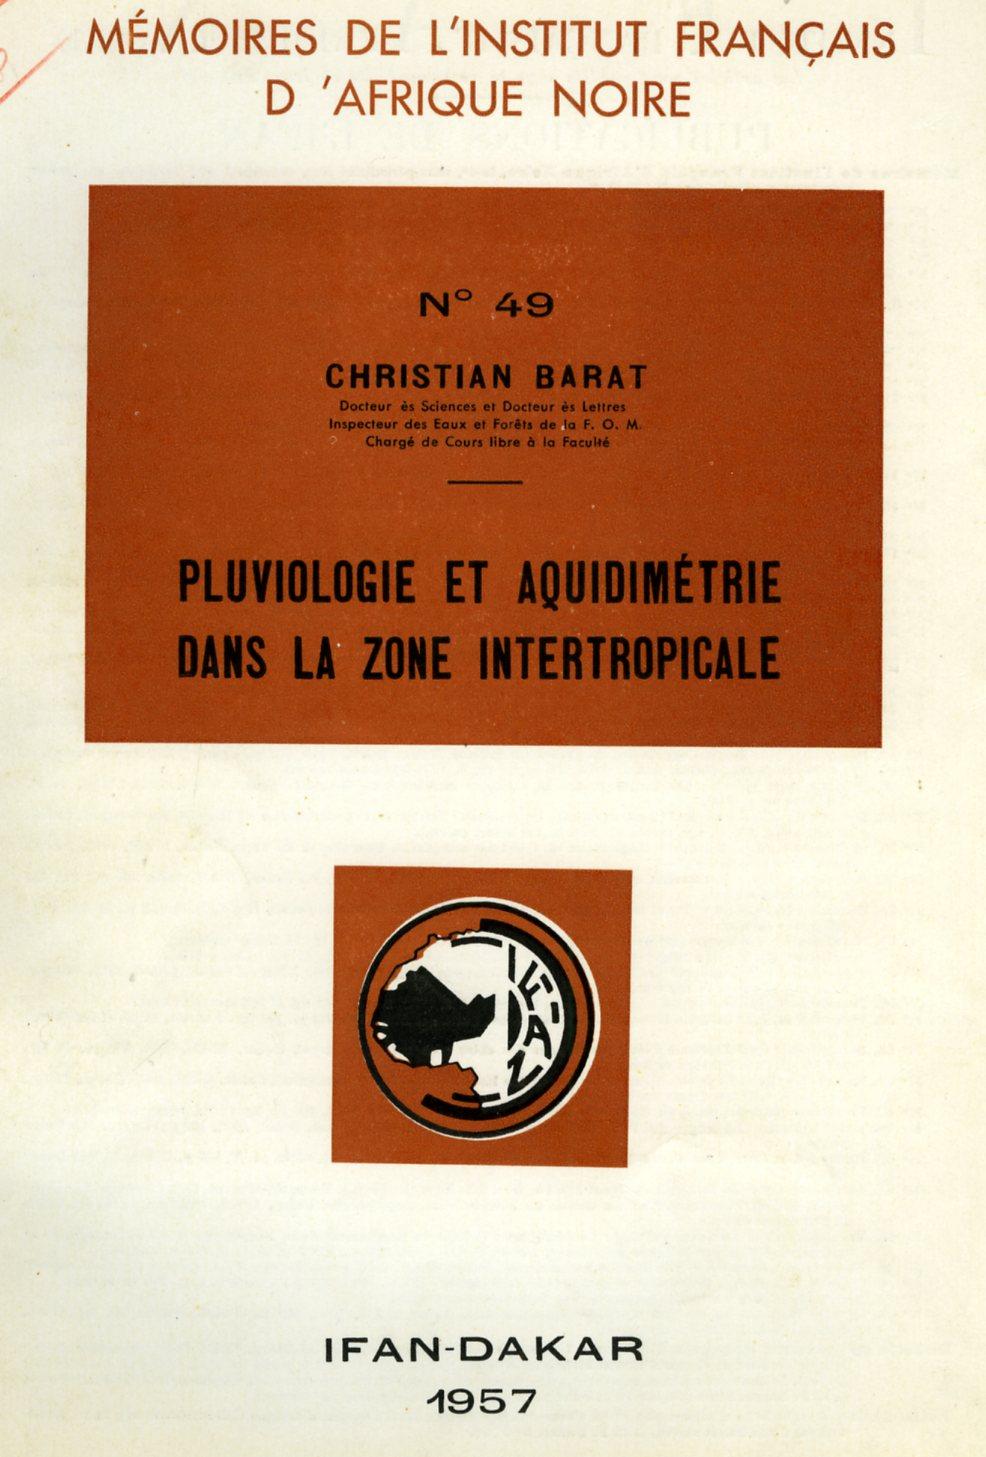 MÉMOIRES DE L'INSTITUT FRANÇAIS
D 'AFRIQUE NOIRE
N° 49
CHRISTIAN BARAT
Docteur ès Sciences et Docteur ès Lettres
Inspecteur des Eaux et Forêts de la F. O. M.
Chargé de Cours libre à la Faculté
PLUVIOLOGIE ET AQUIDIMÉTRIE
DANS LA ZONE INTERTROPICALE
IFAN
IFAN-DAKAR
1957